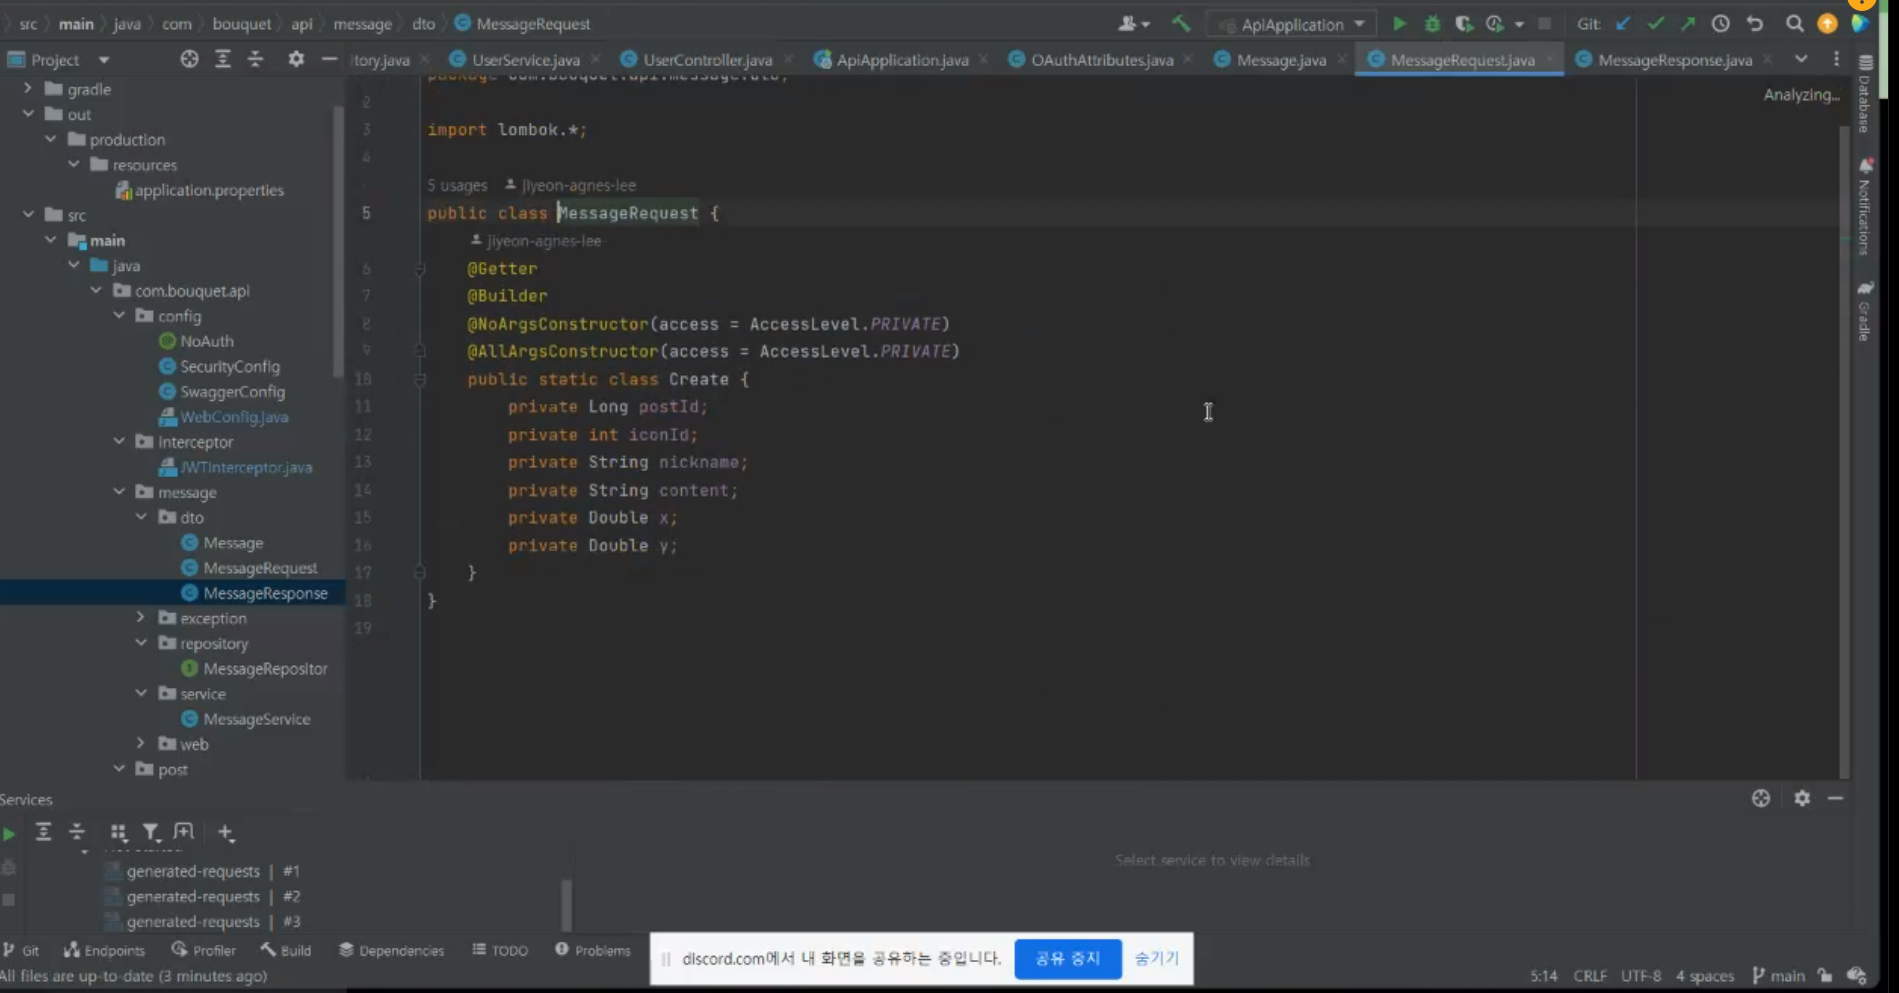 src main java com bouquet api message dto MessageRequest ApiApplication Git:
Project itory.java UserService.java UserController.java ApiApplication.java OAuthAttributes.java Message.java MessageRequest.java MessageResponse.java
gradle
out
production
resources
application.properties
src
main
java
com.bouquet.api
config
NoAuth
SecurityConfig
SwaggerConfig
WebConfig.java
Interceptor
JWTInterceptor.java
message
dto
Message
MessageRequest
MessageResponse
exception
repository
MessageRepositor
service
MessageService
web
post
Analyzing...
2
3 import lombok.*;
4
5 usages jiyeon-agnes-lee
5 public class MessageRequest {
jiyeon-agnes-lee
6 @Getter
7 @Builder
8 @NoArgsConstructor(access = AccessLevel.PRIVATE)
9 @AllArgsConstructor(access = AccessLevel.PRIVATE)
10 public static class Create {
11 private Long postId;
12 private int iconId;
13 private String nickname;
14 private String content;
15 private Double x;
16 private Double y;
17 }
18 }
19
Database
Notifications
Gradle
Services
generated-requests | #1
generated-requests | #2
generated-requests | #3
Select service to view details
Git Endpoints Profiler Build Dependencies TODO Problems
discord.com에서 내 화면을 공유하는 중입니다. 공유 중지 숨기기
All files are up-to-date (3 minutes ago) 5:14 CRLF UTF-8 4 spaces main